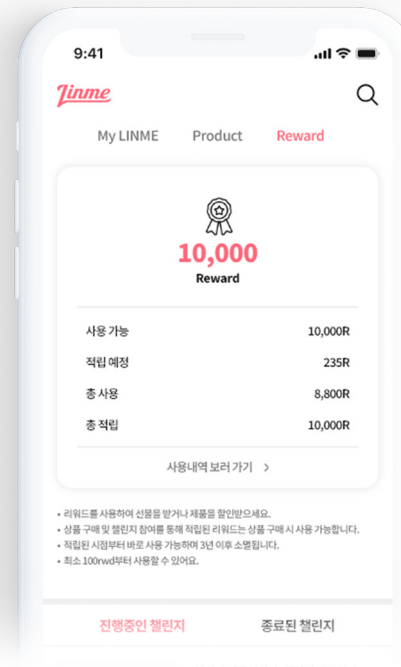 9:41
Linme
My LINME Product Reward
10,000
Reward
사용 가능 10,000R
적립 예정 235R
총 사용 8,800R
총 적립 10,000R
사용내역 보러 가기 >
• 리워드를 사용하여 선물을 받거나 제품을 할인받으세요.
• 상품 구매 및 챌린지 참여를 통해 적립된 리워드는 상품 구매 시 사용 가능합니다.
• 적립된 시점부터 바로 사용 가능하며 3년 이후 소멸됩니다.
• 최소 100rwd부터 사용할 수 있어요.
진행중인 챌린지 종료된 챌린지